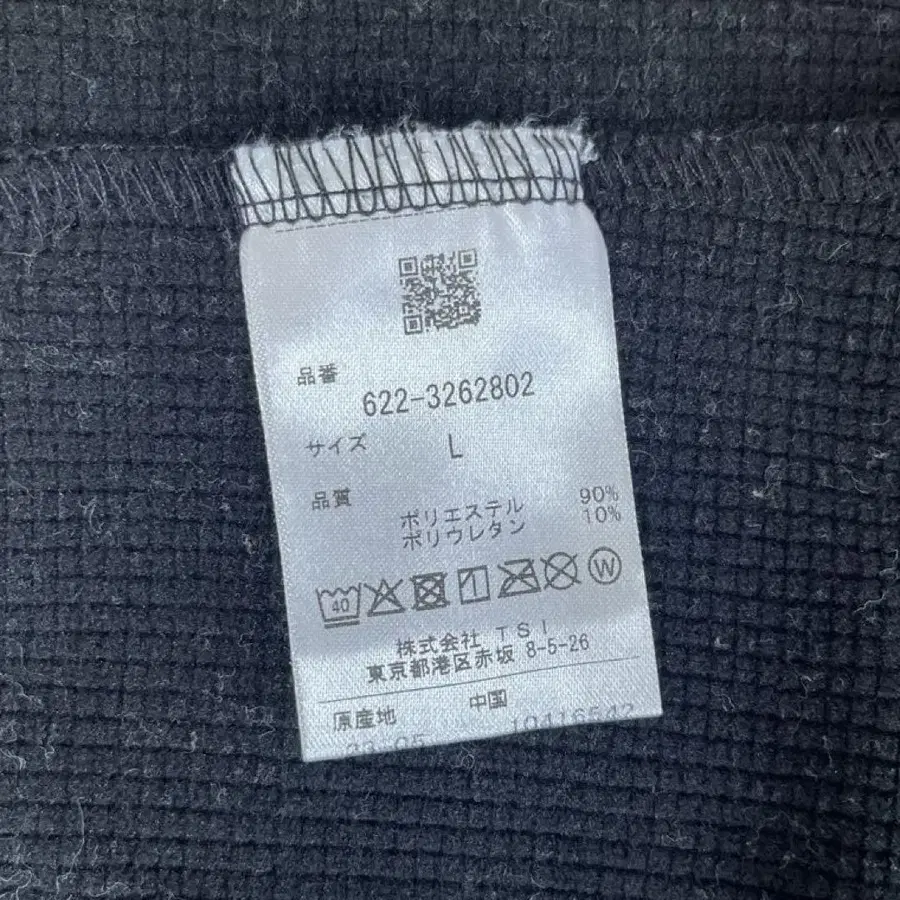 品番
622-3262802
サイズ L
品質
ポリエステル 90%
ポリウレタン 10%
40 W
株式会社 TSI
東京都港区赤坂 8-5-26
原産地 中国